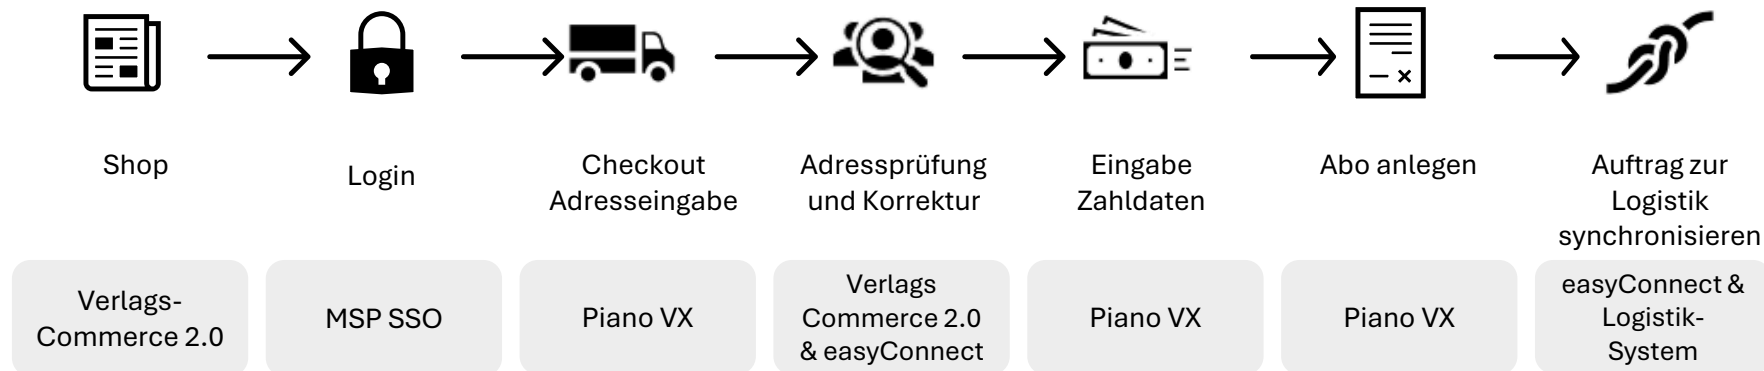 Shop
Login
Checkout
Adresseingabe
Adressprüfung
und Korrektur
Eingabe
Zahldaten
Abo anlegen
Auftrag zur
Logistik
synchronisieren
Verlags-
Commerce 2.0
MSP SSO
Piano VX
Verlags
Commerce 2.0
& easyConnect
Piano VX
Piano VX
easyConnect &
Logistik-
System